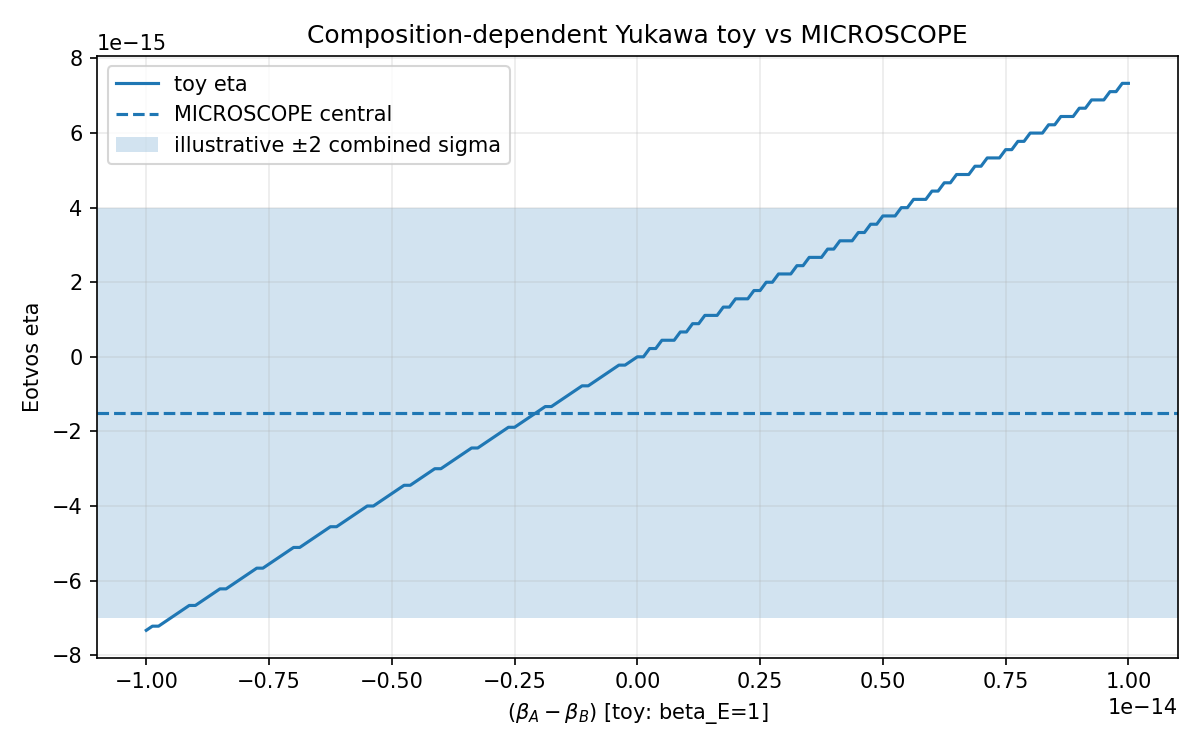 Composition-dependent Yukawa toy vs MICROSCOPE
1e−15
8
6
4
2
0
−2
−4
−6
−8
Eotvos eta
toy eta
MICROSCOPE central
illustrative ±2 combined sigma
−1.00 −0.75 −0.50 −0.25 0.00 0.25 0.50 0.75 1.00
1e−14
(β_A − β_B) [toy: beta_E=1]